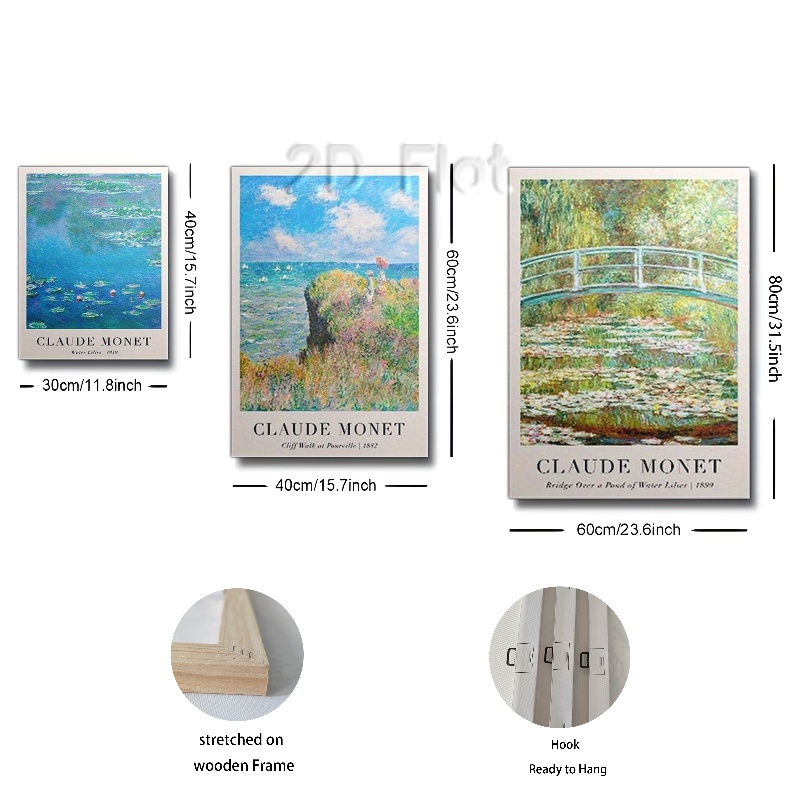 2D Flat
CLAUDE MONET
Water Lilies
40cm/15.7inch
30cm/11.8inch
CLAUDE MONET
Cliff Walk at Pourville | 1882
60cm/23.6inch
40cm/15.7inch
CLAUDE MONET
Bridge Over a Pond of Water Lilies | 1899
80cm/31.5inch
60cm/23.6inch
stretched on
wooden Frame
Hook
Ready to Hang